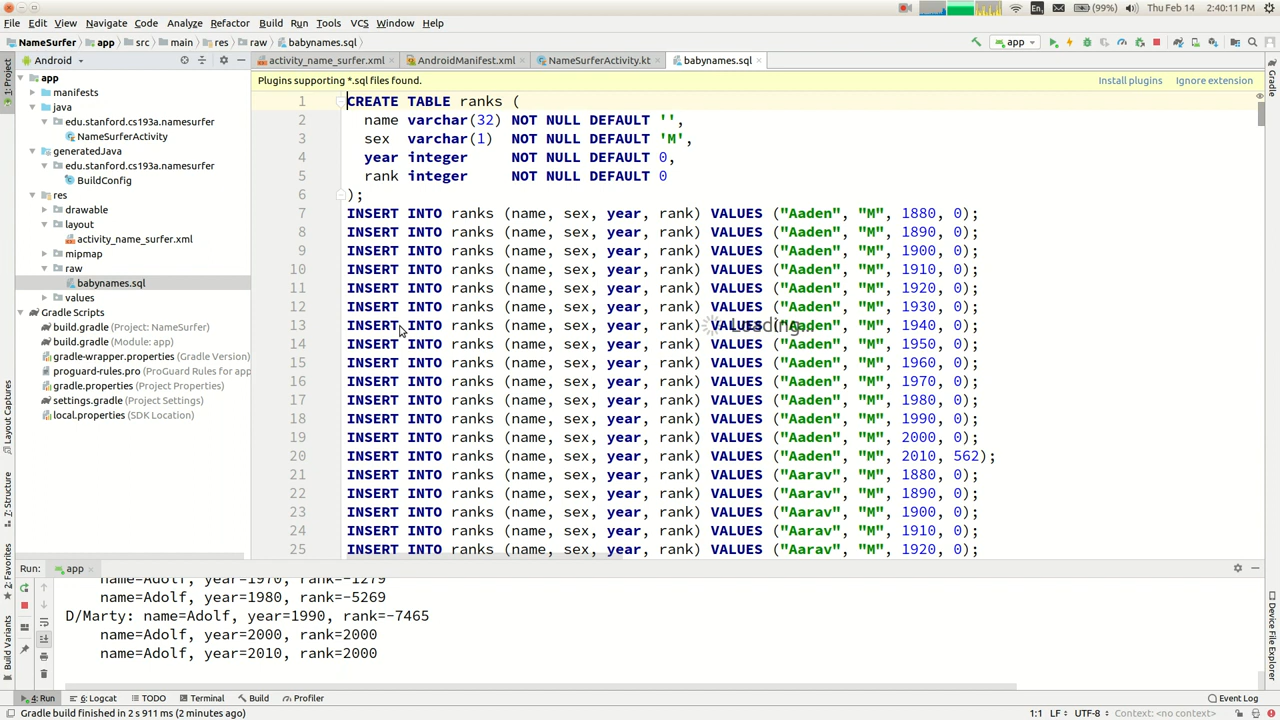 En
(99%)
Thu Feb 14
2:40:11 PM
File Edit View Navigate Code Analyze Refactor Build Run Tools VCS Window Help
NameSurfer app src main res raw babynames.sql
app
Android
activity_name_surfer.xml AndroidManifest.xml NameSurferActivity.kt babynames.sql
1: Project
app
manifests
java
edu.stanford.cs193a.namesurfer
NameSurferActivity
generatedJava
edu.stanford.cs193a.namesurfer
BuildConfig
res
drawable
layout
activity_name_surfer.xml
mipmap
raw
babynames.sql
values
Gradle Scripts
build.gradle (Project: NameSurfer)
build.gradle (Module: app)
gradle-wrapper.properties (Gradle Version)
proguard-rules.pro (ProGuard Rules for app
gradle.properties (Project Properties)
settings.gradle (Project Settings)
local.properties (SDK Location)
Layout Captures
7: Structure
2: Favorites
Build Variants
Plugins supporting *.sql files found. Install plugins Ignore extension
1 CREATE TABLE ranks (
2 name varchar(32) NOT NULL DEFAULT '',
3 sex varchar(1) NOT NULL DEFAULT 'M',
4 year integer NOT NULL DEFAULT 0,
5 rank integer NOT NULL DEFAULT 0
6 );
7 INSERT INTO ranks (name, sex, year, rank) VALUES ("Aaden", "M", 1880, 0);
8 INSERT INTO ranks (name, sex, year, rank) VALUES ("Aaden", "M", 1890, 0);
9 INSERT INTO ranks (name, sex, year, rank) VALUES ("Aaden", "M", 1900, 0);
10 INSERT INTO ranks (name, sex, year, rank) VALUES ("Aaden", "M", 1910, 0);
11 INSERT INTO ranks (name, sex, year, rank) VALUES ("Aaden", "M", 1920, 0);
12 INSERT INTO ranks (name, sex, year, rank) VALUES ("Aaden", "M", 1930, 0);
13 INSERT INTO ranks (name, sex, year, rank) VALUES ("Aaden", "M", 1940, 0);
Loading...
14 INSERT INTO ranks (name, sex, year, rank) VALUES ("Aaden", "M", 1950, 0);
15 INSERT INTO ranks (name, sex, year, rank) VALUES ("Aaden", "M", 1960, 0);
16 INSERT INTO ranks (name, sex, year, rank) VALUES ("Aaden", "M", 1970, 0);
17 INSERT INTO ranks (name, sex, year, rank) VALUES ("Aaden", "M", 1980, 0);
18 INSERT INTO ranks (name, sex, year, rank) VALUES ("Aaden", "M", 1990, 0);
19 INSERT INTO ranks (name, sex, year, rank) VALUES ("Aaden", "M", 2000, 0);
20 INSERT INTO ranks (name, sex, year, rank) VALUES ("Aaden", "M", 2010, 562);
21 INSERT INTO ranks (name, sex, year, rank) VALUES ("Aarav", "M", 1880, 0);
22 INSERT INTO ranks (name, sex, year, rank) VALUES ("Aarav", "M", 1890, 0);
23 INSERT INTO ranks (name, sex, year, rank) VALUES ("Aarav", "M", 1900, 0);
24 INSERT INTO ranks (name, sex, year, rank) VALUES ("Aarav", "M", 1910, 0);
25 INSERT INTO ranks (name, sex, year, rank) VALUES ("Aarav", "M", 1920, 0);
Gradle
Device File Explorer
Run: app
name=Adolf, year=1970, rank=-1279
name=Adolf, year=1980, rank=-5269
D/Marty: name=Adolf, year=1990, rank=-7465
name=Adolf, year=2000, rank=2000
name=Adolf, year=2010, rank=2000
4: Run 6: Logcat TODO Terminal Build Profiler Event Log
Gradle build finished in 2 s 911 ms (2 minutes ago) 1:1 LF UTF-8 Context: <no context>